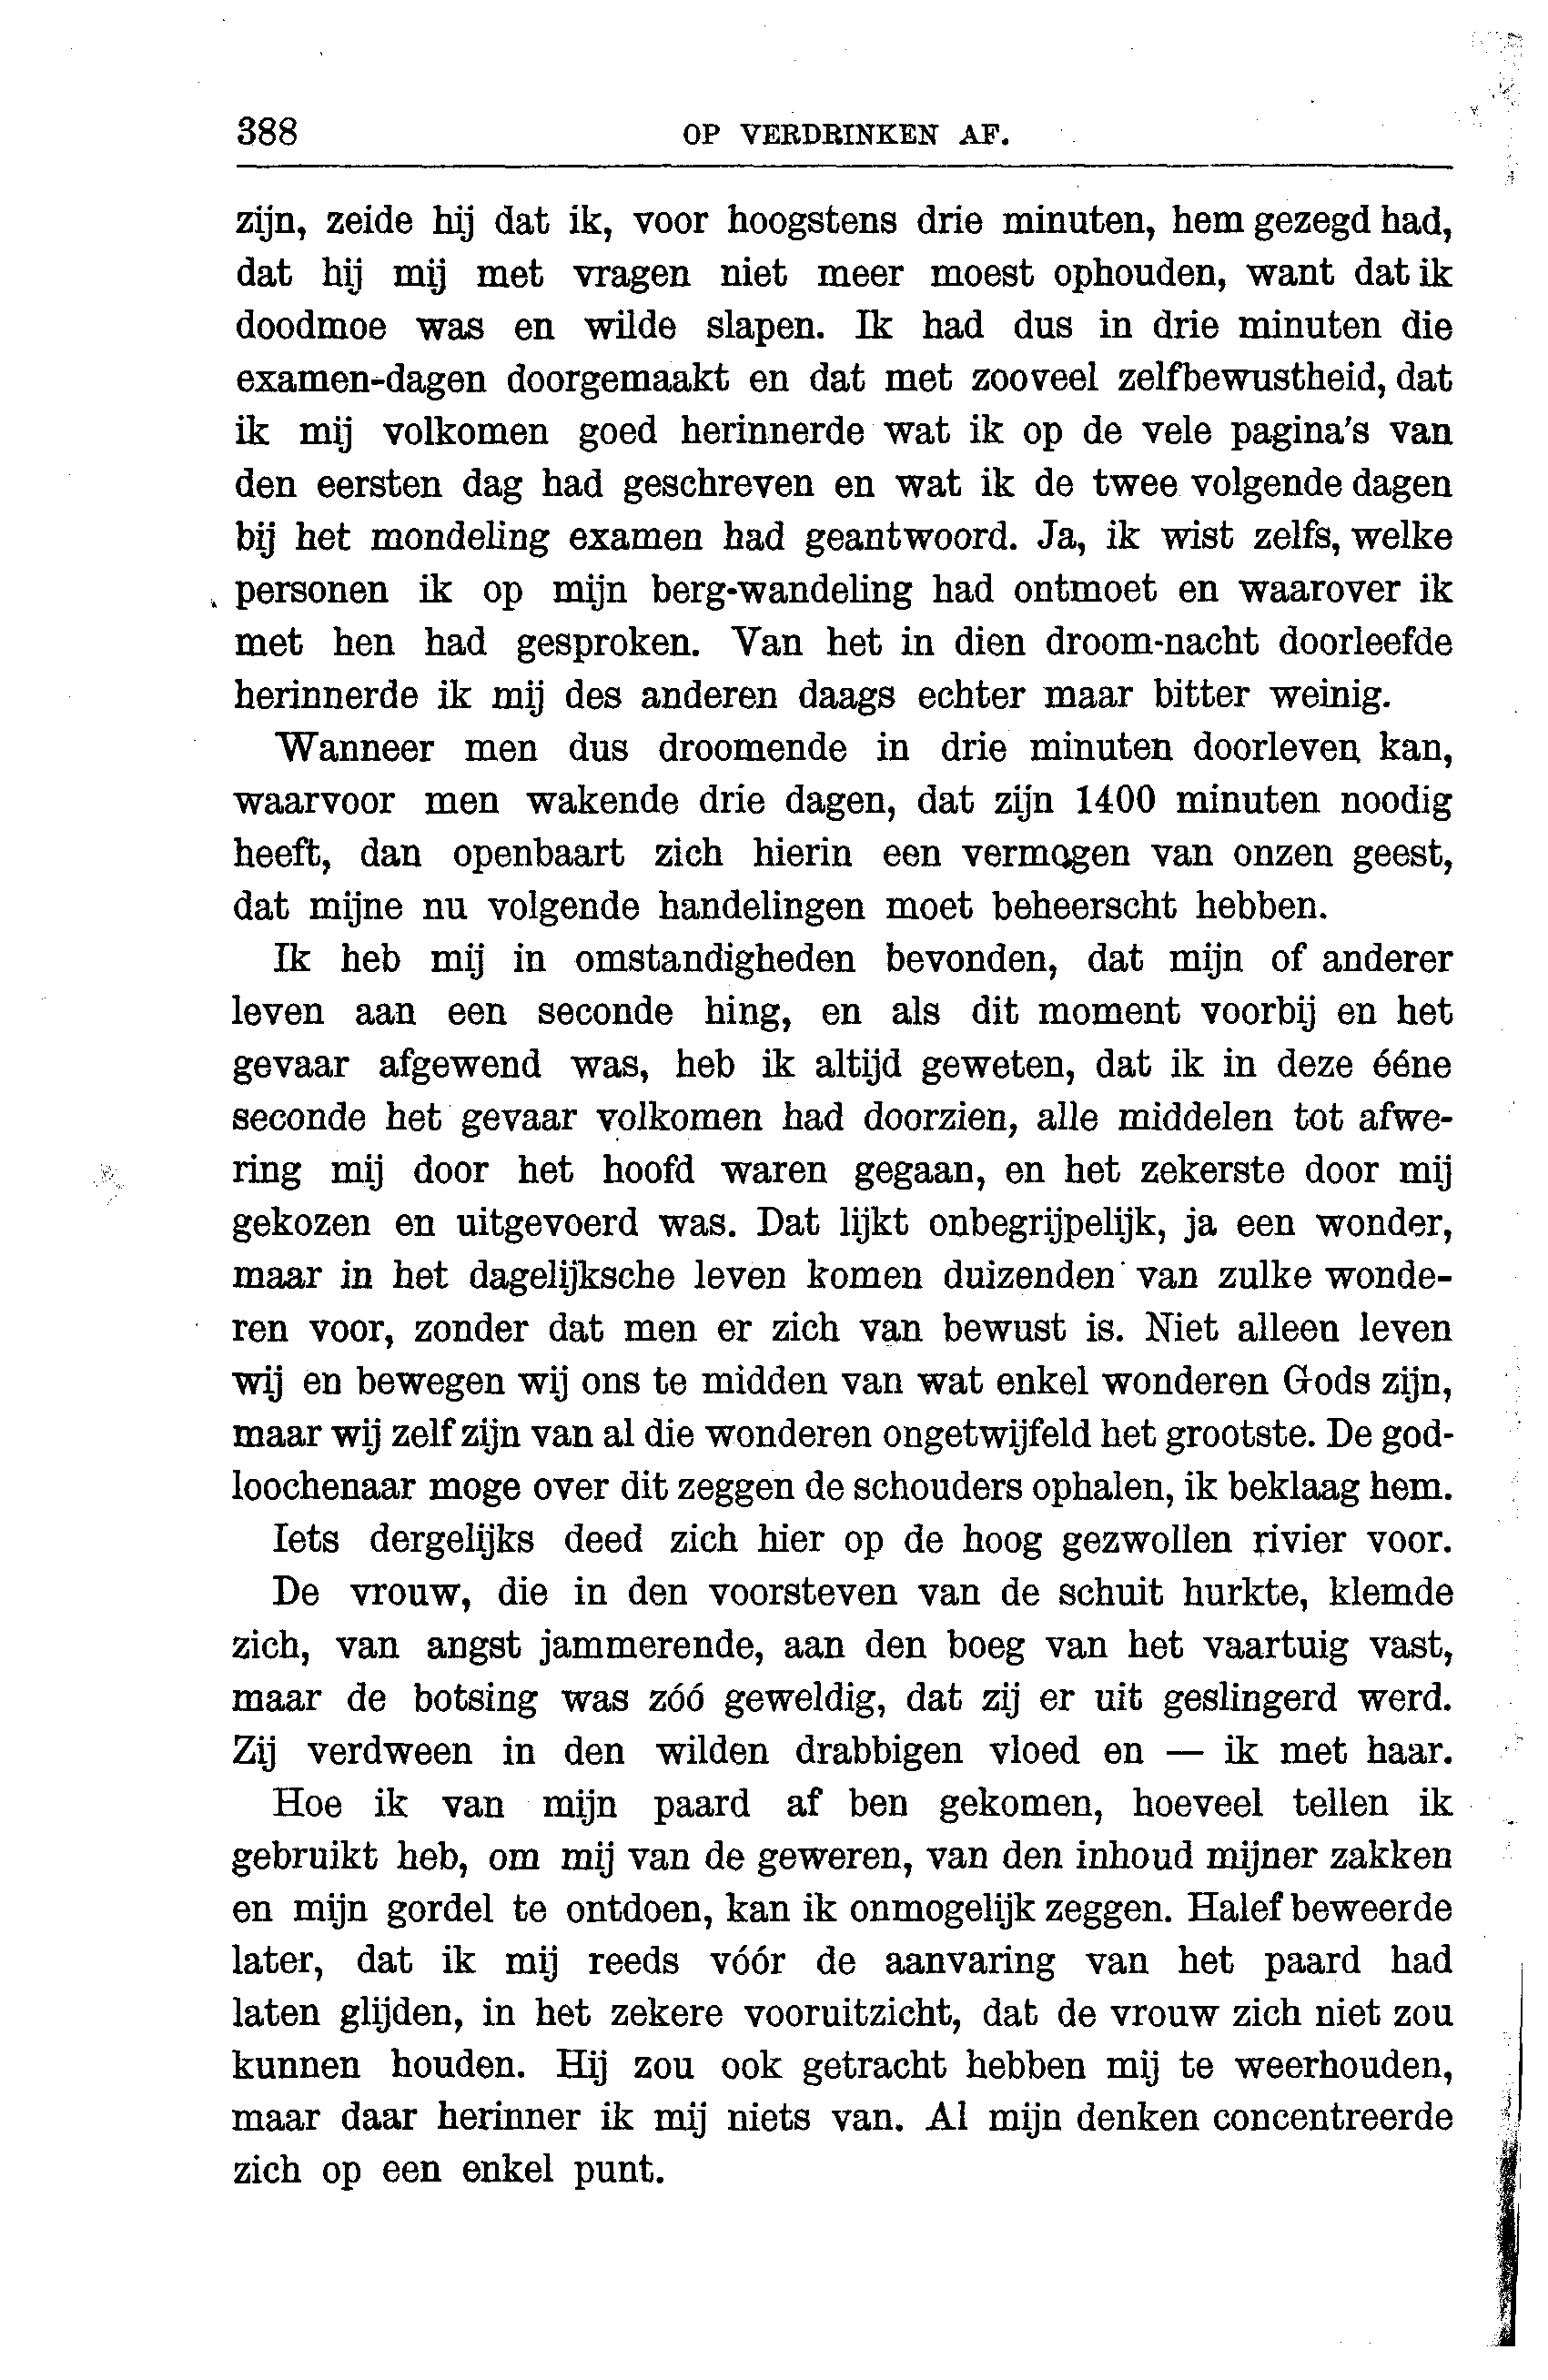 388
OP VERDRINKEN AF.
zijn, zeide hij dat ik, voor hoogstens drie minuten, hem gezegd had,
dat hij mij met vragen niet meer moest ophouden, want dat ik
doodmoe was en wilde slapen. Ik had dus in drie minuten die
examen-dagen doorgemaakt en dat met zooveel zelfbewustheid, dat
ik mij volkomen goed herinnerde wat ik op de vele pagina's van
den eersten dag had geschreven en wat ik de twee volgende dagen
bij het mondeling examen had geantwoord. Ja, ik wist zelfs, welke
personen ik op mijn berg-wandeling had ontmoet en waarover ik
met hen had gesproken. Van het in dien droom-nacht doorleefde
herinnerde ik mij des anderen daags echter maar bitter weinig.
Wanneer men dus droomende in drie minuten doorleven kan,
waarvoor men wakende drie dagen, dat zijn 1400 minuten noodig
heeft, dan openbaart zich hierin een vermogen van onzen geest,
dat mijne nu volgende handelingen moet beheerscht hebben.
Ik heb mij in omstandigheden bevonden, dat mijn of anderer
leven aan een seconde hing, en als dit moment voorbij en het
gevaar afgewend was, heb ik altijd geweten, dat ik in deze ééne
seconde het gevaar volkomen had doorzien, alle middelen tot afwe-
ring mij door het hoofd waren gegaan, en het zekerste door mij
gekozen en uitgevoerd was. Dat lijkt onbegrijpelijk, ja een wonder,
maar in het dagelijksche leven komen duizenden van zulke wonde-
ren voor, zonder dat men er zich van bewust is. Niet alleen leven
wij en bewegen wij ons te midden van wat enkel wonderen Gods zijn,
maar wij zelf zijn van al die wonderen ongetwijfeld het grootste. De god-
loochenaar moge over dit zeggen de schouders ophalen, ik beklaag hem.
Iets dergelijks deed zich hier op de hoog gezwollen rivier voor.
De vrouw, die in den voorsteven van de schuit hurkte, klemde
zich, van angst jammerende, aan den boeg van het vaartuig vast,
maar de botsing was zóó geweldig, dat zij er uit geslingerd werd.
Zij verdween in den wilden drabbigen vloed en — ik met haar.
Hoe ik van mijn paard af ben gekomen, hoeveel tellen ik
gebruikt heb, om mij van de geweren, van den inhoud mijner zakken
en mijn gordel te ontdoen, kan ik onmogelijk zeggen. Halef beweerde
later, dat ik mij reeds vóór de aanvaring van het paard had
laten glijden, in het zekere vooruitzicht, dat de vrouw zich niet zou
kunnen houden. Hij zou ook getracht hebben mij te weerhouden,
maar daar herinner ik mij niets van. Al mijn denken concentreerde
zich op een enkel punt.